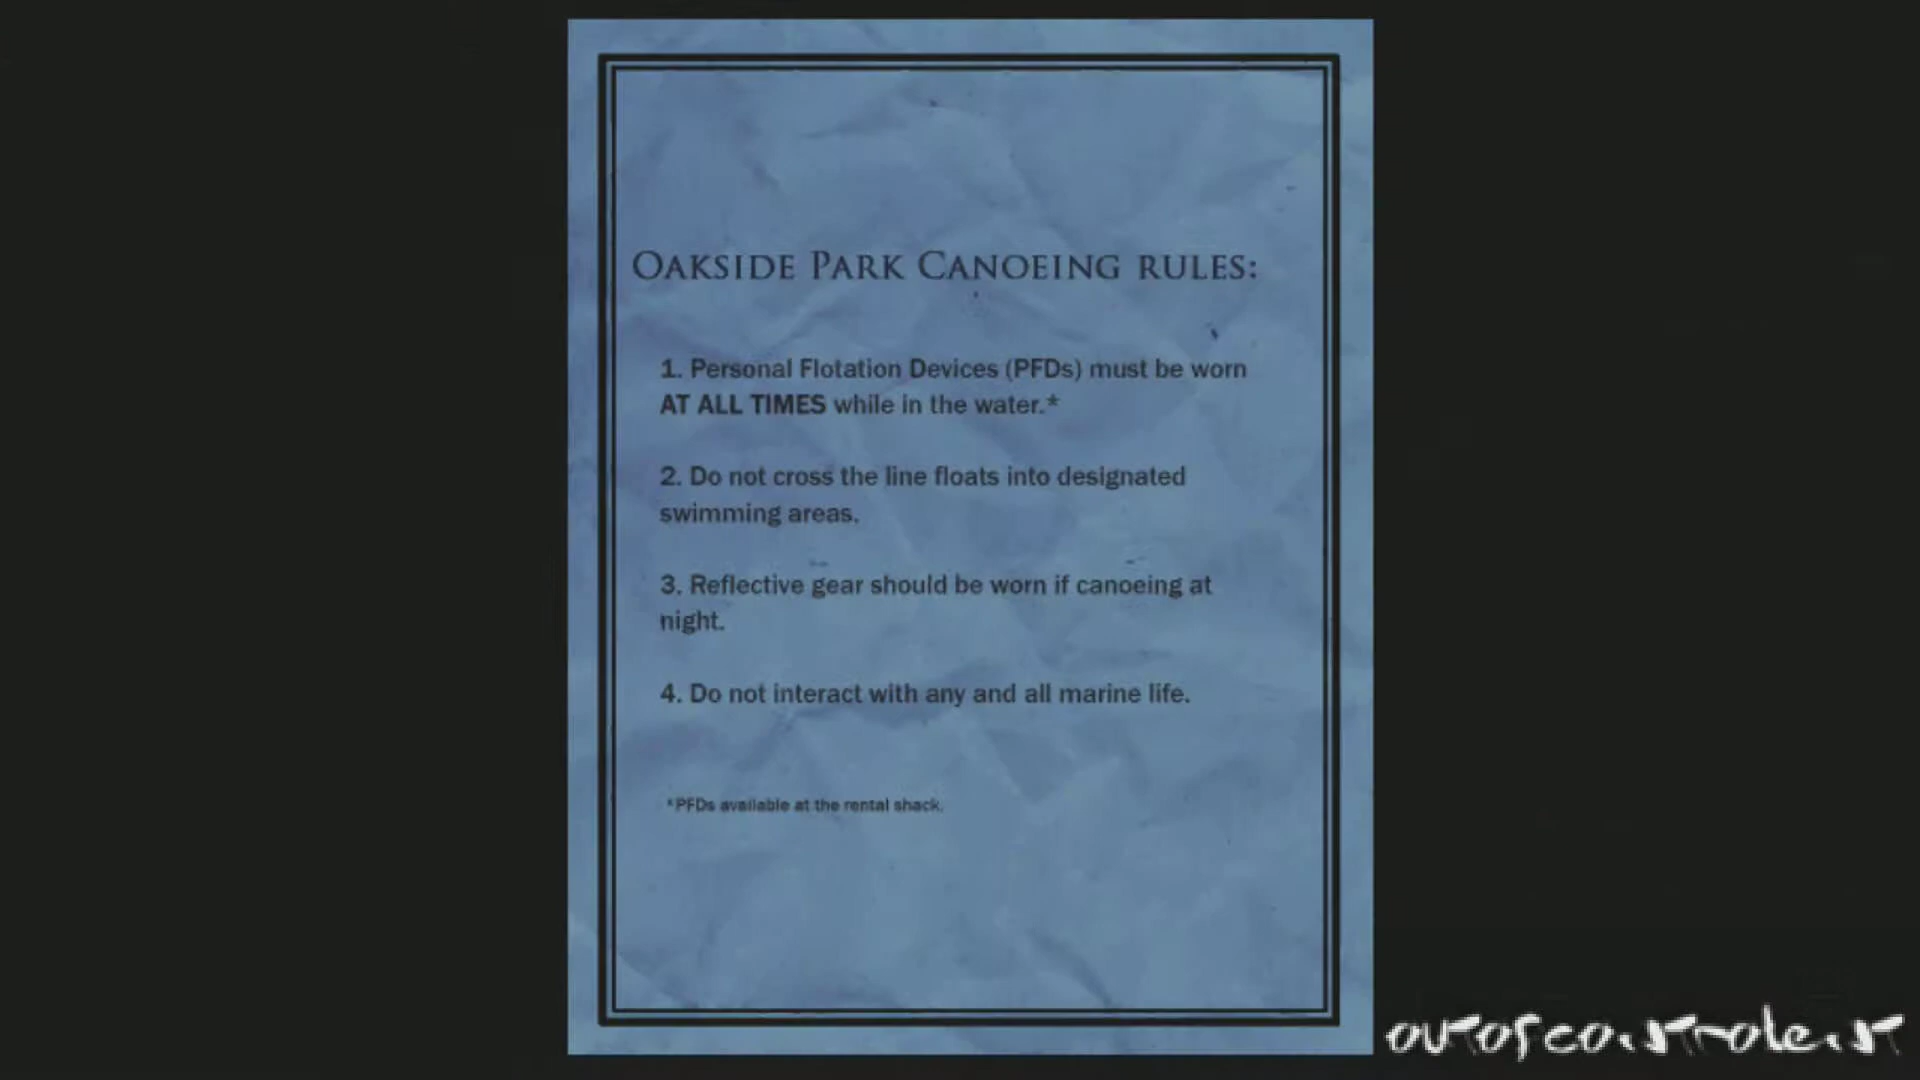 OAKSIDE PARK CANOEING RULES:
1. Personal Flotation Devices (PFDs) must be worn
AT ALL TIMES while in the water.*
2. Do not cross the line floats into designated
swimming areas.
3. Reflective gear should be worn if canoeing at
night.
4. Do not interact with any and all marine life.
*PFDs available at the rental shack.